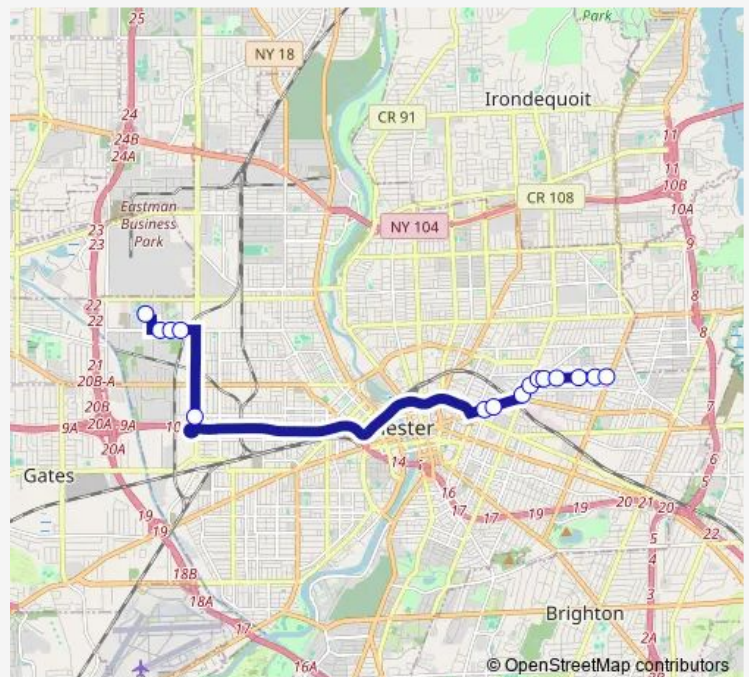 Park
25
NY 18
Irondequoit
CR 91
24
24B
24A
11
11
10B
10A
CR 108
Eastman
Business
Park
NY 104
23
23
9
22
22
8
8
21
20B-A
20B
20A
9A
9A
10
20A
7
ester
14
6
Gates
16
5
19
19
17
17
19
19
20
21
20
22
18B
5
4
18A
3
17
Brighton
2A
16A
© OpenStreetMap contributors